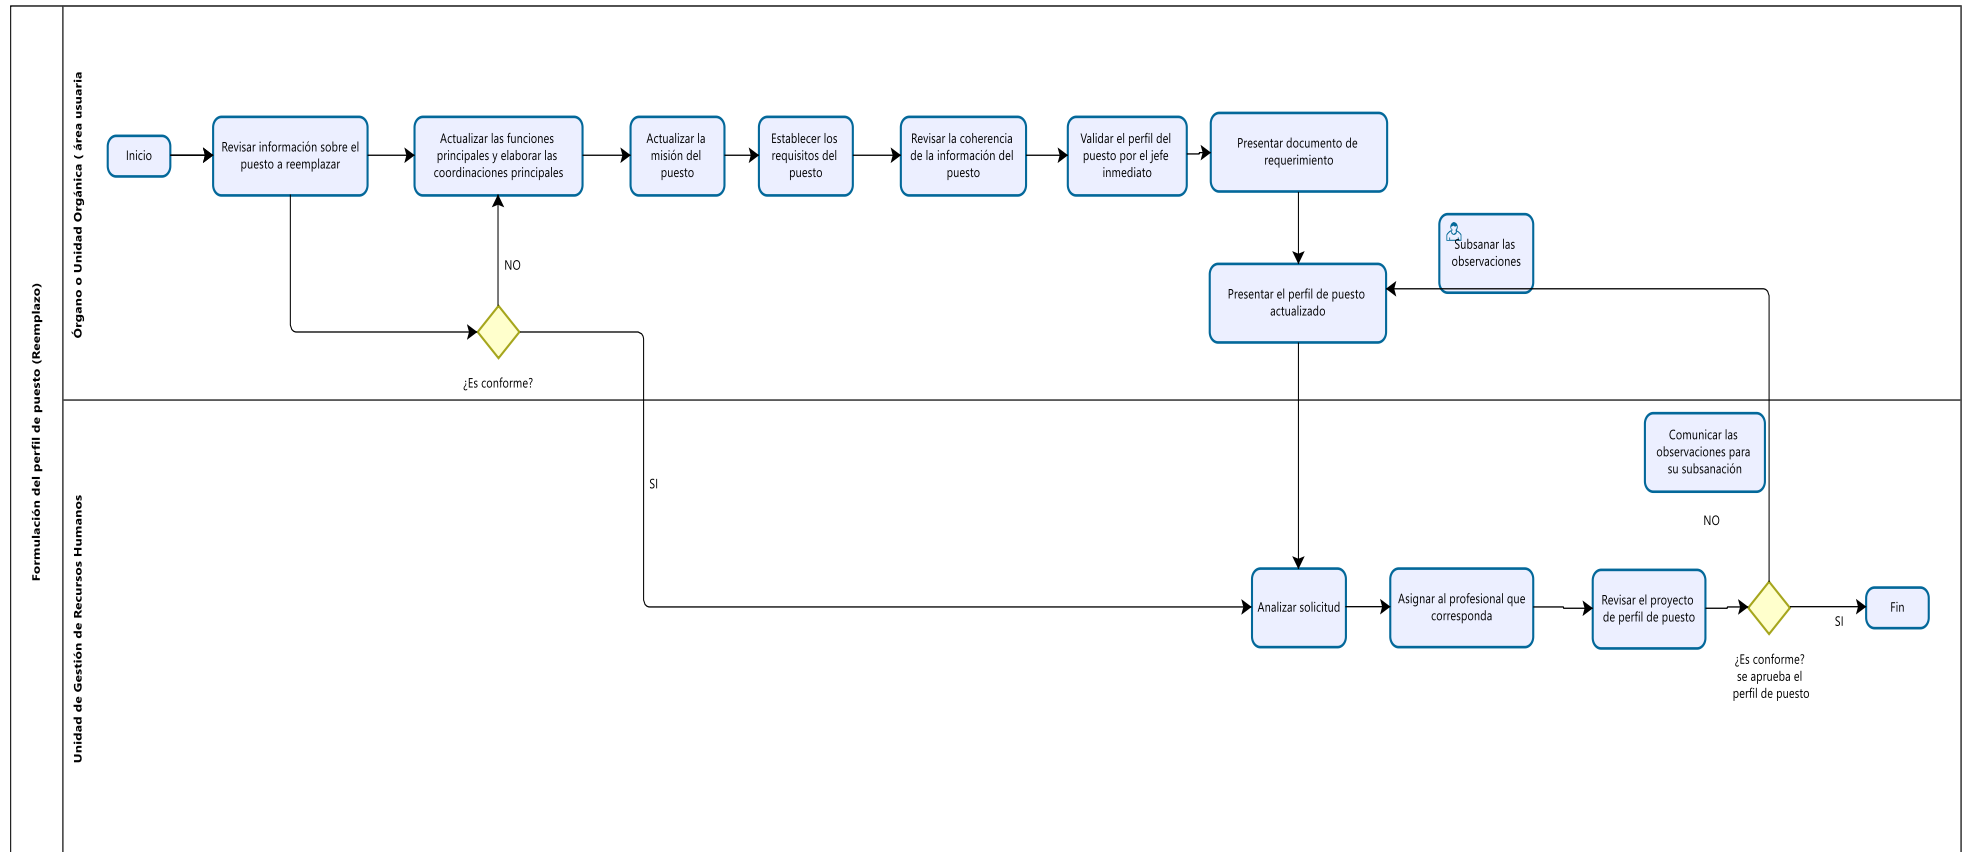 Formulación del perfil de puesto (Reemplazo)
Órgano o Unidad Orgánica ( área usuaria
Inicio
Revisar información sobre el
puesto a reemplazar
Actualizar las funciones
principales y elaborar las
coordinaciones principales
Actualizar la
misión del
puesto
Establecer los
requisitos del
puesto
Revisar la coherencia
de la información del
puesto
Validar el perfil del
puesto por el jefe
inmediato
Presentar documento de
requerimiento
Subsanar las
observaciones
NO
Presentar el perfil de puesto
actualizado
¿Es conforme?
Unidad de Gestión de Recursos Humanos
SI
Comunicar las
observaciones para
su subsanación
NO
Analizar solicitud
Asignar al profesional que
corresponda
Revisar el proyecto
de perfil de puesto
SI
Fin
¿Es conforme?
se aprueba el
perfil de puesto